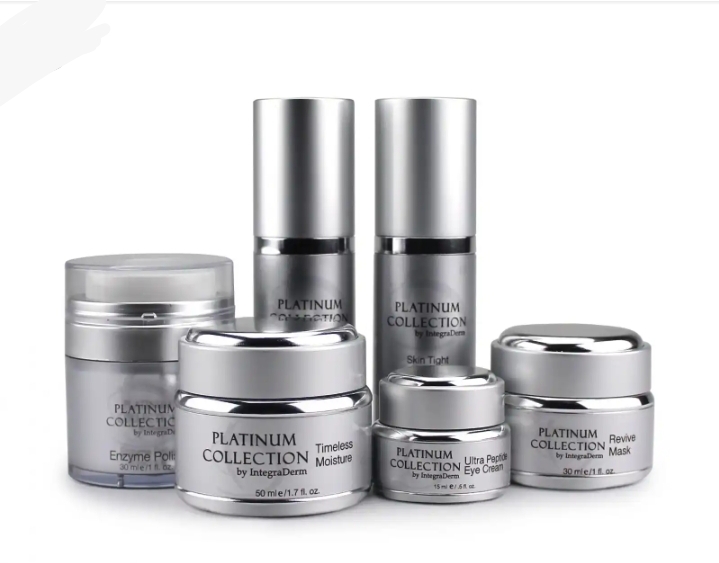 PLATINUM
COLLECTION
PLATINUM
COLLECTION
by IntegraDerm
Skin Tight
PLATINUM
by
Enzyme
30 ml e/1 fl. oz.
PLATINUM
COLLECTION
by IntegraDerm
Timeless
Moisture
50 ml e/1.7 fl. oz.
PLATINUM
COLLECTION
by IntegraDerm
Ultra Peptide
Eye Cream
15 ml e/.5 fl. oz.
PLATINUM
COLLECTION
by IntegraDerm
Revive
Mask
30 ml e/1 fl. oz.